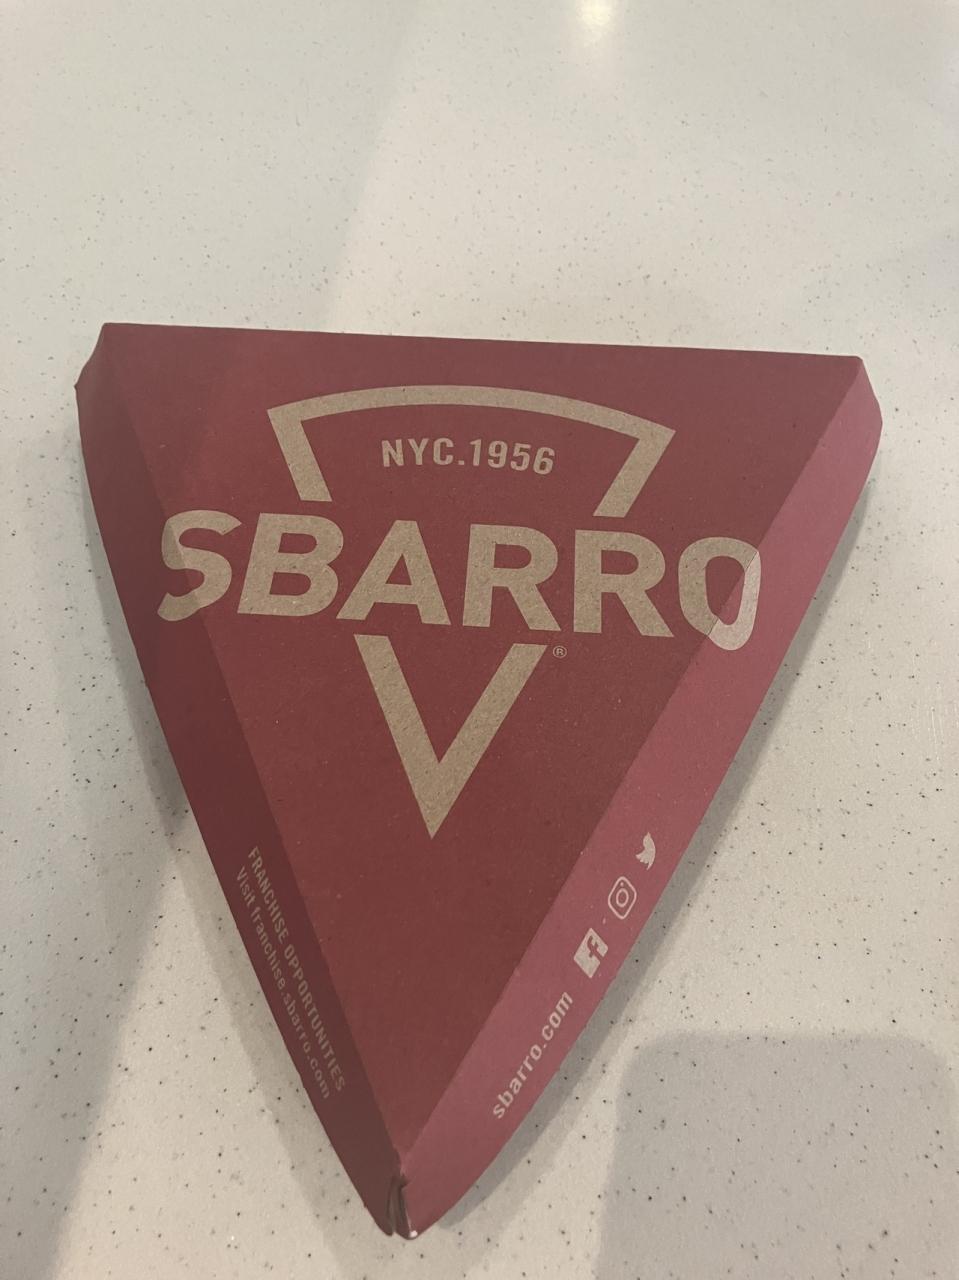 NYC.1956
SBARRO
®
FRANCHISE OPPORTUNITIES
Visit franchise.sbarro.com
sbarro.com